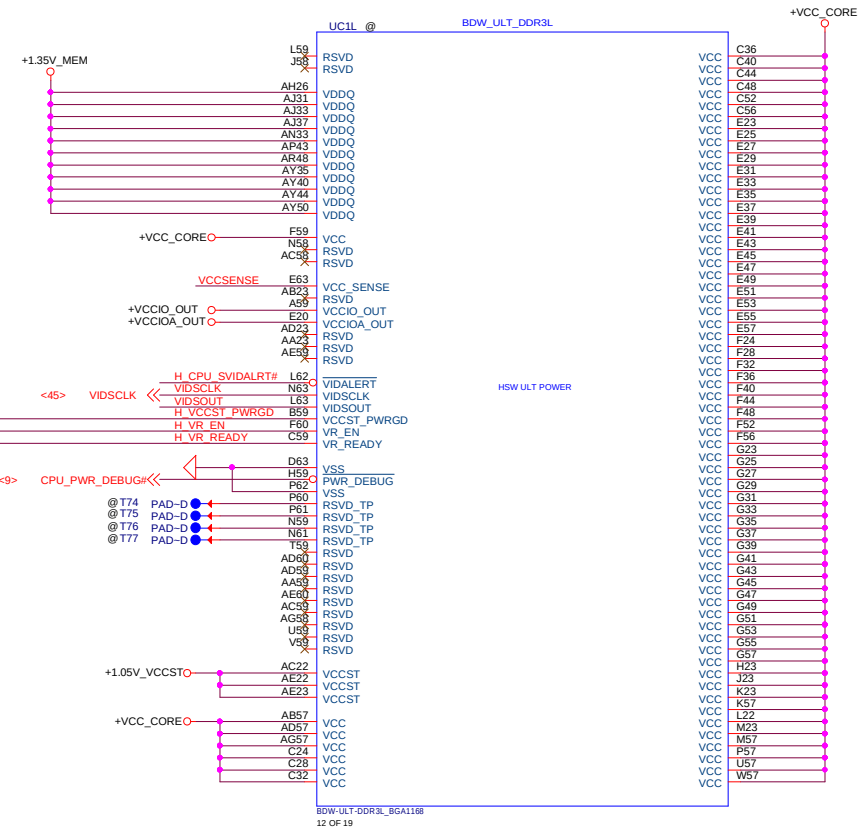 +VCC_CORE
UC1L @ BDW_ULT_DDR3L
+1.35V_MEM
L59 RSVD
J58 RSVD
AH26 VDDQ
AJ31 VDDQ
AJ33 VDDQ
AJ37 VDDQ
AN33 VDDQ
AP43 VDDQ
AR48 VDDQ
AY35 VDDQ
AY40 VDDQ
AY44 VDDQ
AY50 VDDQ
+VCC_CORE F59 VCC
N58 RSVD
AC58 RSVD
VCCSENSE E63 VCC_SENSE
AB23 RSVD
+VCCIO_OUT A59 VCCIO_OUT
+VCCIOA_OUT E20 VCCIOA_OUT
AD23 RSVD
AA23 RSVD
AE59 RSVD
H_CPU_SVIDALRT# L62 VIDALERT
<45> VIDSCLK VIDSCLK N63 VIDSCLK
VIDSOUT L63 VIDSOUT
H_VCCST_PWRGD B59 VCCST_PWRGD
H_VR_EN F60 VR_EN
H_VR_READY C59 VR_READY
D63 VSS
<9> CPU_PWR_DEBUG# H59 PWR_DEBUG
P62 VSS
@T74 PAD~D P60 RSVD_TP
@T75 PAD~D P61 RSVD_TP
@T76 PAD~D N59 RSVD_TP
@T77 PAD~D N61 RSVD_TP
T59 RSVD
AD60 RSVD
AD59 RSVD
AA59 RSVD
AE60 RSVD
AC59 RSVD
AG58 RSVD
U59 RSVD
V59 RSVD
+1.05V_VCCST AC22 VCCST
AE22 VCCST
AE23 VCCST
+VCC_CORE AB57 VCC
AD57 VCC
AG57 VCC
C24 VCC
C28 VCC
C32 VCC
HSW ULT POWER
VCC C36
VCC C40
VCC C44
VCC C48
VCC C52
VCC C56
VCC E23
VCC E25
VCC E27
VCC E29
VCC E31
VCC E33
VCC E35
VCC E37
VCC E39
VCC E41
VCC E43
VCC E45
VCC E47
VCC E49
VCC E51
VCC E53
VCC E55
VCC E57
VCC F24
VCC F28
VCC F32
VCC F36
VCC F40
VCC F44
VCC F48
VCC F52
VCC F56
VCC G23
VCC G25
VCC G27
VCC G29
VCC G31
VCC G33
VCC G35
VCC G37
VCC G39
VCC G41
VCC G43
VCC G45
VCC G47
VCC G49
VCC G51
VCC G53
VCC G55
VCC G57
VCC H23
VCC J23
VCC K23
VCC K57
VCC L22
VCC M23
VCC M57
VCC P57
VCC U57
VCC W57
BDW-ULT-DDR3L_BGA1168
12 OF 19